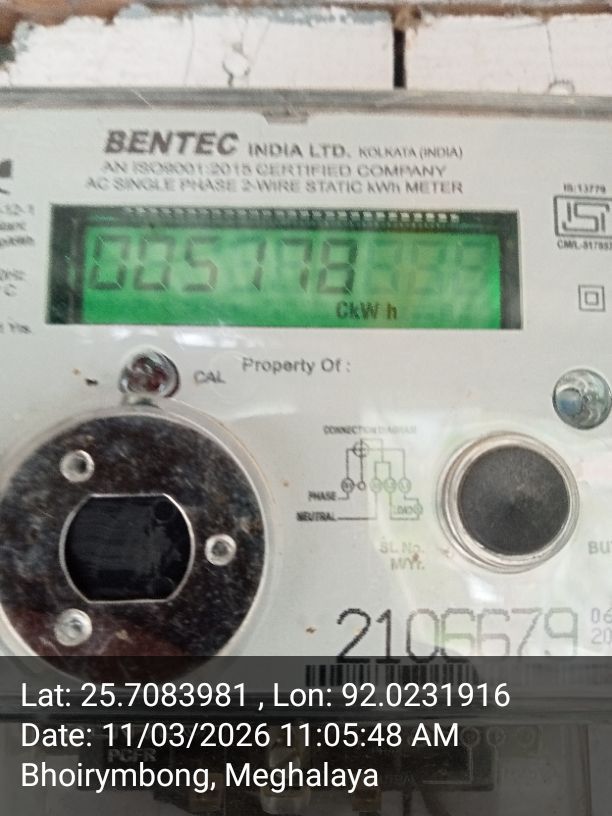 BENTEC INDIA LTD. KOLKATA (INDIA)
AN ISO9001:2015 CERTIFIED COMPANY
AC SINGLE PHASE 2-WIRE STATIC kWh METER
IS:13779
ISI
005178
CkWh
CAL
Property Of :
CONNECTION DIAGRAM
PHASE
NEUTRAL
LOAD
SL.No.
M/Yr.
2106679
Lat: 25.7083981 , Lon: 92.0231916
Date: 11/03/2026 11:05:48 AM
Bhoirymbong, Meghalaya